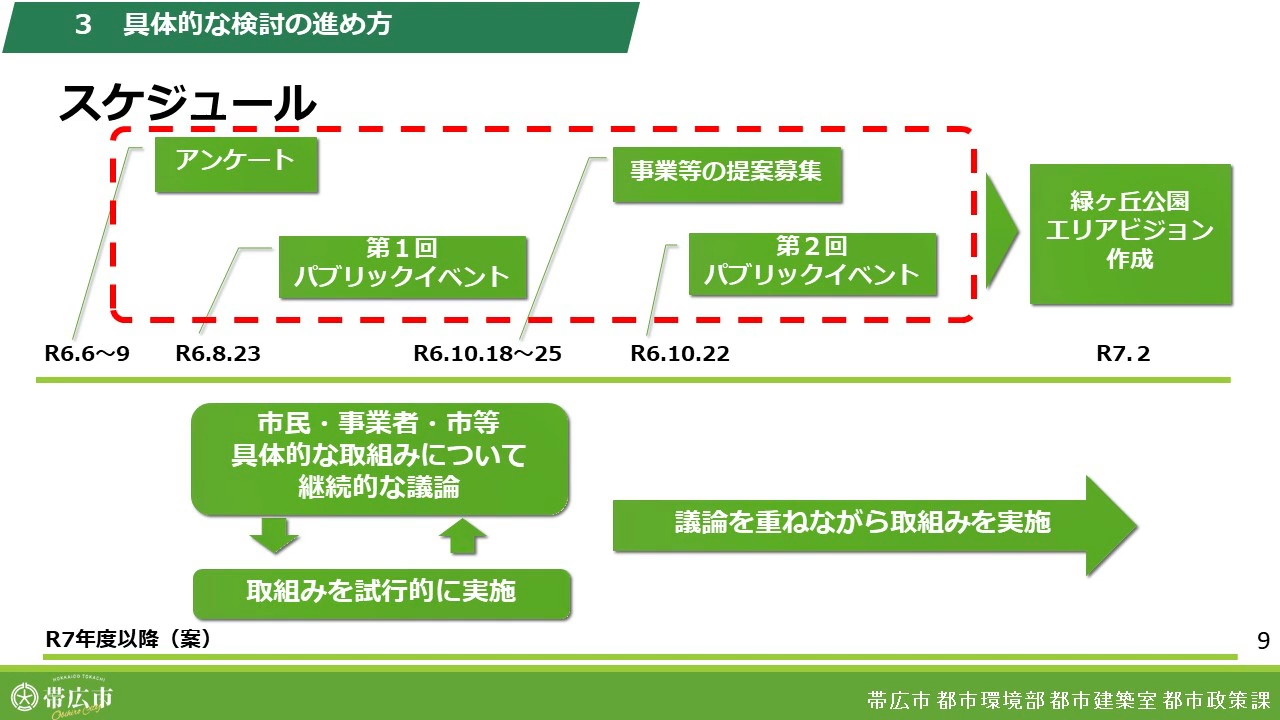 3 具体的な検討の進め方
スケジュール
アンケート
事業等の提案募集
第1回
パブリックイベント
第2回
パブリックイベント
緑ヶ丘公園
エリアビジョン
作成
R6.6～9
R6.8.23
R6.10.18～25
R6.10.22
R7.2
市民・事業者・市等
具体的な取組みについて
継続的な議論
取組みを試行的に実施
議論を重ねながら取組みを実施
R7年度以降（案）
9
HOKKAIDO TOKACHI
帯広市
Obihiro City
帯広市 都市環境部 都市建築室 都市政策課